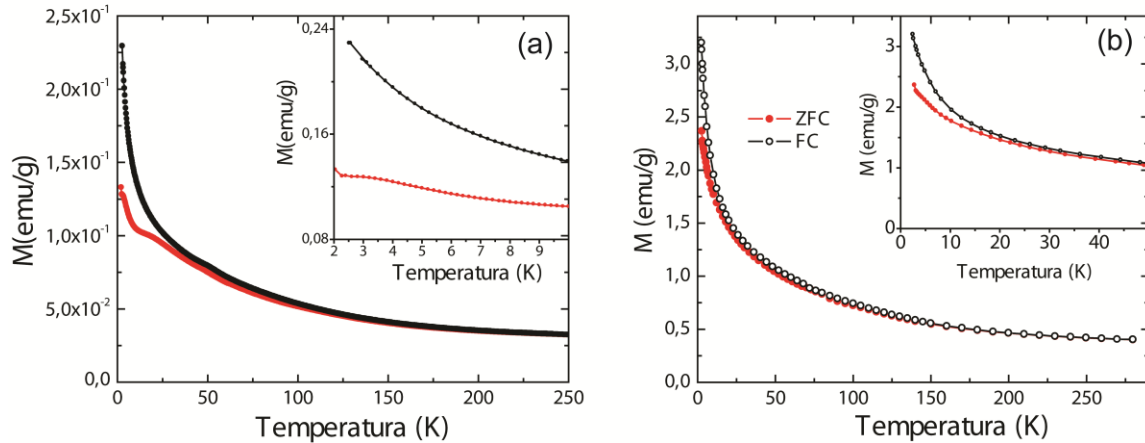 2,5x10⁻¹
2,0x10⁻¹
1,5x10⁻¹
1,0x10⁻¹
5,0x10⁻²
0,0
M(emu/g)
0 50 100 150 200 250
Temperatura (K)
(a)
0,24
0,16
0,08
M(emu/g)
2 3 4 5 6 7 8 9
Temperatura (K)
3,0
2,5
2,0
1,5
1,0
0,5
0,0
M (emu/g)
0 50 100 150 200 250
Temperatura (K)
ZFC
FC
(b)
3
2
1
0
M (emu/g)
0 10 20 30 40
Temperatura (K)